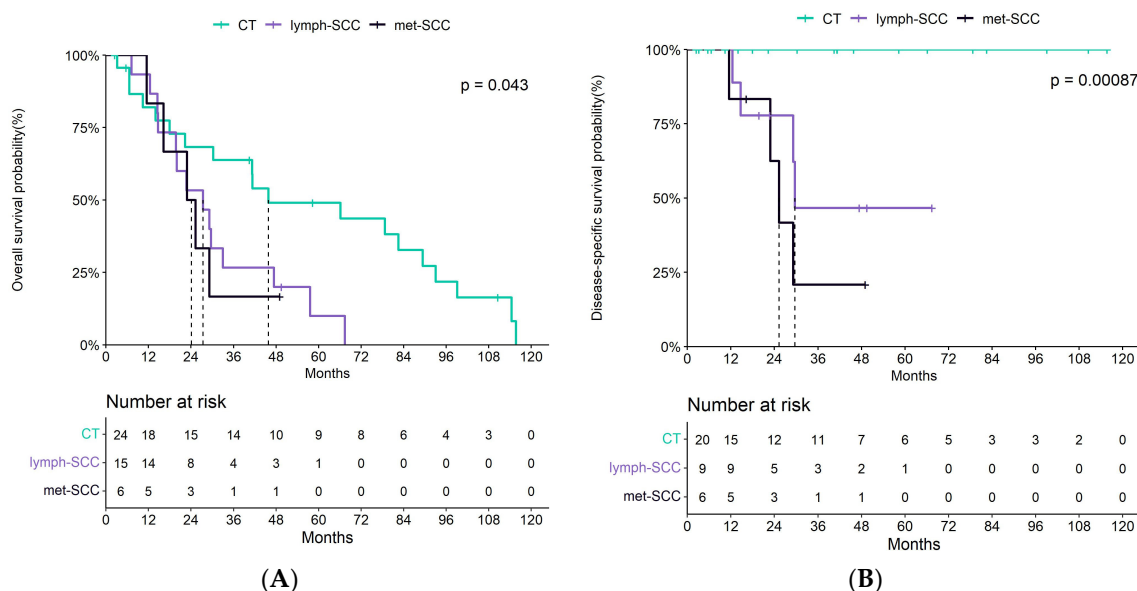 CT lymph-SCC met-SCC
100%
75%
50%
25%
0%
Overall survival probability(%)
p = 0.043
0 12 24 36 48 60 72 84 96 108 120
Months
Number at risk
CT 24 18 15 14 10 9 8 6 4 3 0
lymph-SCC 15 14 8 4 3 1 0 0 0 0 0
met-SCC 6 5 3 1 1 0 0 0 0 0 0
0 12 24 36 48 60 72 84 96 108 120
Months
(A)
CT lymph-SCC met-SCC
100%
75%
50%
25%
0%
Disease-specific survival probability(%)
p = 0.00087
0 12 24 36 48 60 72 84 96 108 120
Months
Number at risk
CT 20 15 12 11 7 6 5 3 3 2 0
lymph-SCC 9 9 5 3 2 1 0 0 0 0 0
met-SCC 6 5 3 1 1 0 0 0 0 0 0
0 12 24 36 48 60 72 84 96 108 120
Months
(B)